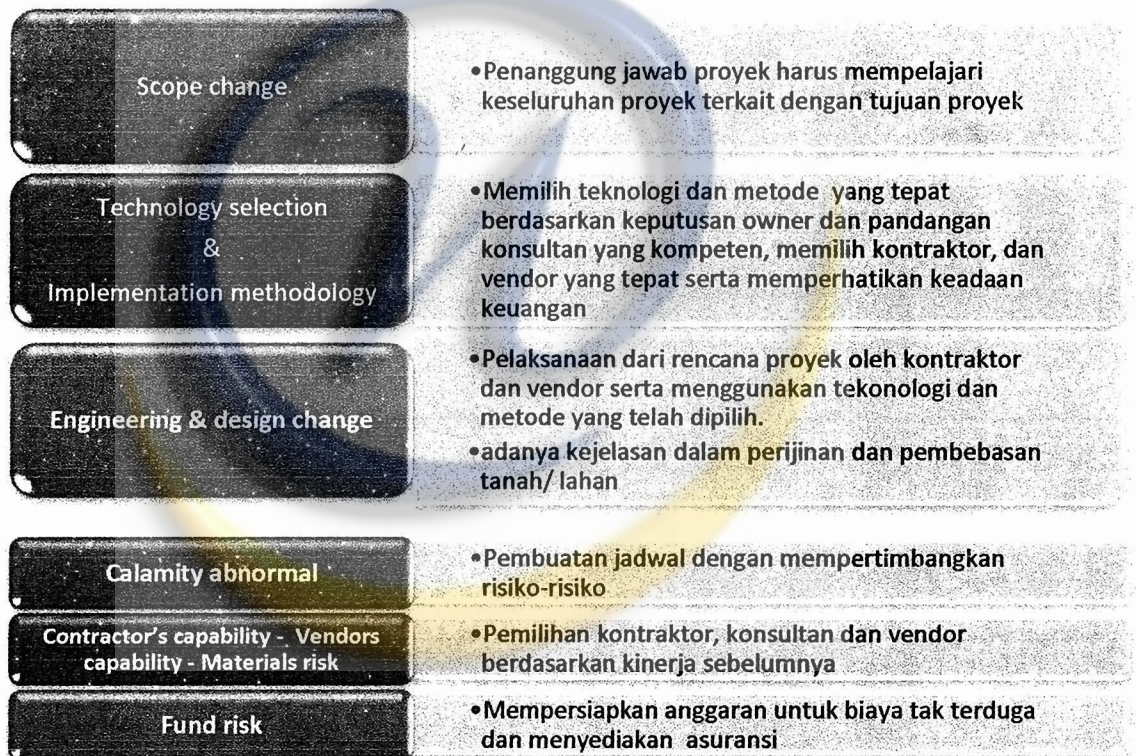 Scope change
•Penanggung jawab proyek harus mempelajari
keseluruhan proyek terkait dengan tujuan proyek
Technology selection
&
Implementation methodology
•Memilih teknologi dan metode yang tepat
berdasarkan keputusan owner dan pandangan
konsultan yang kompeten, memilih kontraktor, dan
vendor yang tepat serta memperhatikan keadaan
keuangan
Engineering & design change
•Pelaksanaan dari rencana proyek oleh kontraktor
dan vendor serta menggunakan tekonologi dan
metode yang telah dipilih.
•adanya kejelasan dalam perijinan dan pembebasan
tanah/ lahan
Calamity abnormal
•Pembuatan jadwal dengan mempertimbangkan
risiko-risiko
Contractor's capability - Vendors
capability - Materials risk
•Pemilihan kontraktor, konsultan dan vendor
berdasarkan kinerja sebelumnya
Fund risk
•Mempersiapkan anggaran untuk biaya tak terduga
dan menyediakan asuransi